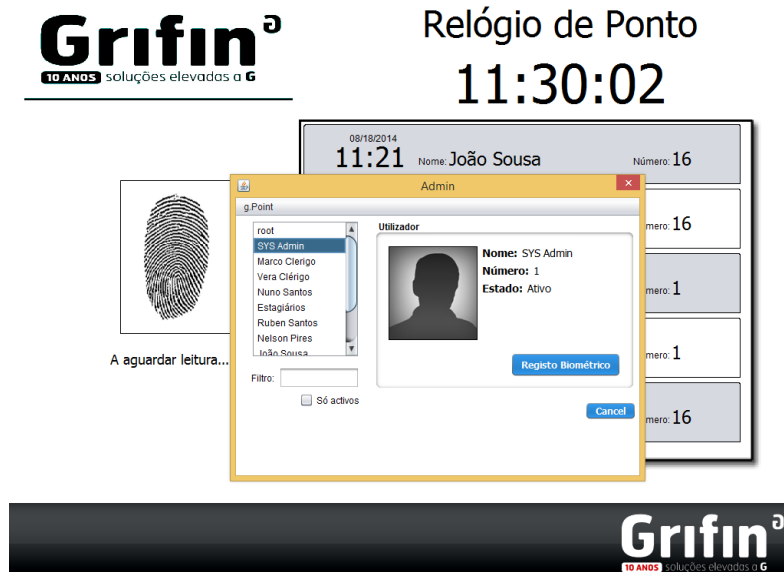 Grifin G
10 ANOS soluções elevadas a G
Relógio de Ponto
11:30:02
08/18/2014
11:21 Nome: João Sousa Número: 16
Admin
g.Point
root
SYS Admin
Marco Clerigo
Vera Clérigo
Nuno Santos
Estagiários
Ruben Santos
Nelson Pires
João Sousa
Filtro:
Só activos
Utilizador
Nome: SYS Admin
Número: 1
Estado: Ativo
Registo Biométrico
Cancel
mero: 16
mero: 1
mero: 1
mero: 16
A aguardar leitura...
Grifin G
10 ANOS soluções elevadas a G